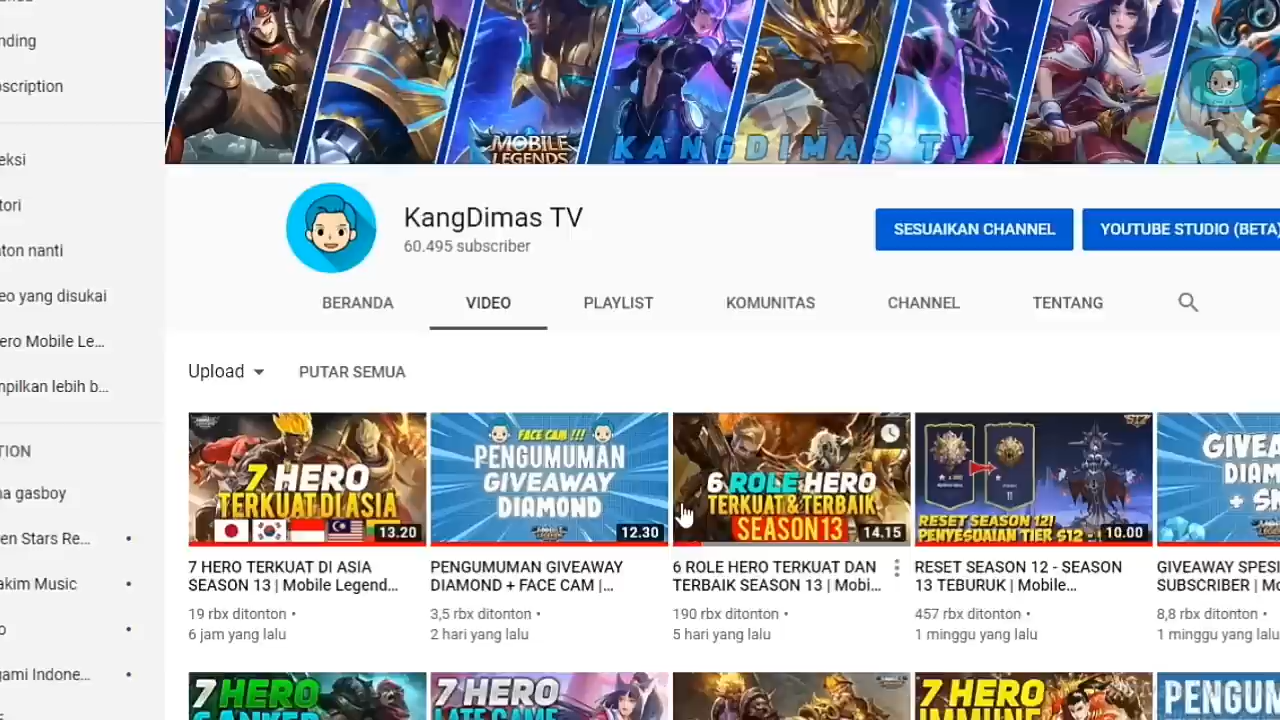 nding
oscription
eksi
tori
ton nanti
eo yang disukai
ero Mobile Le...
mpilkan lebih b...
TION
na gasboy
en Stars Re...
akim Music
gami Indone...
MOBILE
LEGENDS
KANGDIMAS TV
KangDimas TV
60.495 subscriber
SESUAIKAN CHANNEL
YOUTUBE STUDIO (BETA)
BERANDA
VIDEO
PLAYLIST
KOMUNITAS
CHANNEL
TENTANG
Upload
PUTAR SEMUA
7 HERO
TERKUAT DI ASIA
13.20
7 HERO TERKUAT DI ASIA
SEASON 13 | Mobile Legend...
19 rbx ditonton •
6 jam yang lalu
FACE CAM !!!
PENGUMUMAN
GIVEAWAY
DIAMOND
12.30
PENGUMUMAN GIVEAWAY
DIAMOND + FACE CAM |...
3,5 rbx ditonton •
2 hari yang lalu
6 ROLE HERO
TERKUAT & TERBAIK
SEASON 13
14.15
6 ROLE HERO TERKUAT DAN
TERBAIK SEASON 13 | Mobi...
190 rbx ditonton •
5 hari yang lalu
11
RESET SEASON 12!
PENYESUAIAN TIER S12 -
10.00
RESET SEASON 12 - SEASON
13 TEBURUK | Mobile...
457 rbx ditonton •
1 minggu yang lalu
GIVEA
DIAM
+ S
GIVEAWAY SPESI
SUBSCRIBER | Mo
8,8 rbx ditonton •
1 minggu yang lalu
7 HERO
7 HERO
LATE GAME
7 HERO
IMMUNE
PENGUM